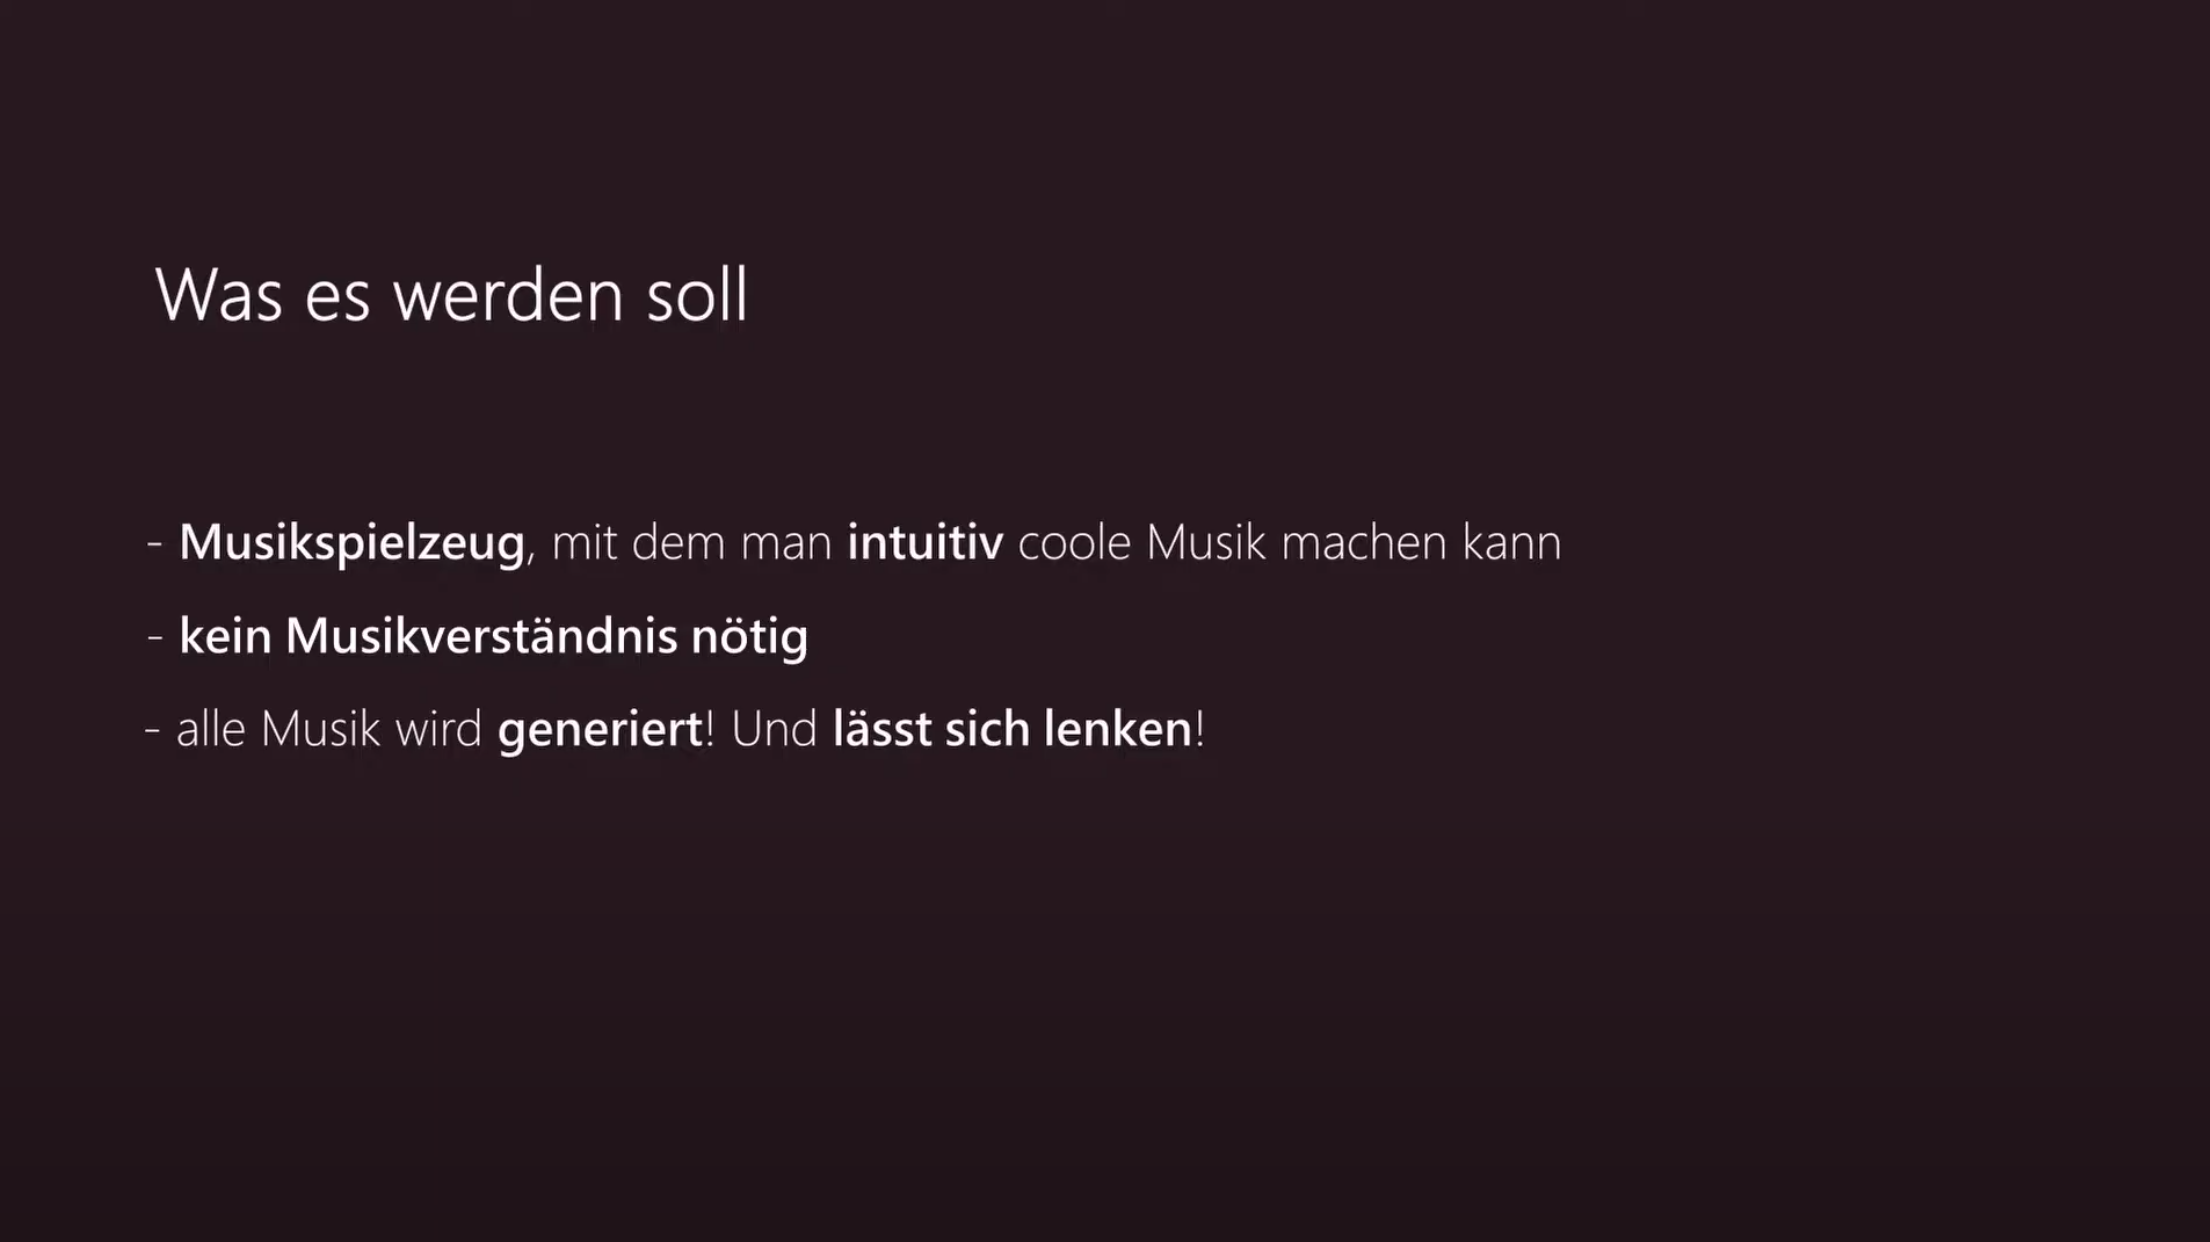 Was es werden soll
- Musikspielzeug, mit dem man intuitiv coole Musik machen kann
- kein Musikverständnis nötig
- alle Musik wird generiert! Und lässt sich lenken!